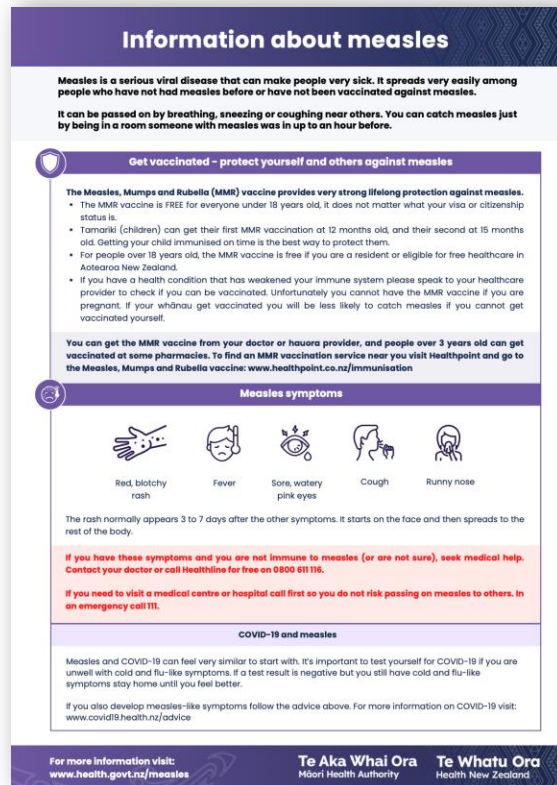 Information about measles
Measles is a serious viral disease that can make people very sick. It spreads very easily among
people who have not had measles before or have not been vaccinated against measles.
It can be passed on by breathing, sneezing or coughing near others. You can catch measles just
by being in a room someone with measles was in up to an hour before.
Get vaccinated - protect yourself and others against measles
The Measles, Mumps and Rubella (MMR) vaccine provides very strong lifelong protection against measles.
• The MMR vaccine is FREE for everyone under 18 years old, it does not matter what your visa or citizenship
status is.
• Tamariki (children) can get their first MMR vaccination at 12 months old, and their second at 15 months
old. Getting your child immunised on time is the best way to protect them.
• For people over 18 years old, the MMR vaccine is free if you are a resident or eligible for free healthcare in
Aotearoa New Zealand.
• If you have a health condition that has weakened your immune system please speak to your healthcare
provider to check if you can be vaccinated. Unfortunately you cannot have the MMR vaccine if you are
pregnant. If your whānau get vaccinated you will be less likely to catch measles if you cannot get
vaccinated yourself.
You can get the MMR vaccine from your doctor or hauora provider, and people over 3 years old can get
vaccinated at some pharmacies. To find an MMR vaccination service near you visit Healthpoint and go to
the Measles, Mumps and Rubella vaccine: www.healthpoint.co.nz/immunisation
Measles symptoms
Red, blotchy
rash
Fever
Sore, watery
pink eyes
Cough
Runny nose
The rash normally appears 3 to 7 days after the other symptoms. It starts on the face and then spreads to the
rest of the body.
If you have these symptoms and you are not immune to measles (or are not sure), seek medical help.
Contact your doctor or call Healthline for free on 0800 611 116.
If you need to visit a medical centre or hospital call first so you do not risk passing on measles to others. In
an emergency call 111.
COVID-19 and measles
Measles and COVID-19 can feel very similar to start with. It's important to test yourself for COVID-19 if you are
unwell with cold and flu-like symptoms. If a test result is negative but you still have cold and flu-like
symptoms stay home until you feel better.
If you also develop measles-like symptoms follow the advice above. For more information on COVID-19 visit:
www.covid19.health.nz/advice
For more information visit:
www.health.govt.nz/measles
Te Aka Whai Ora
Māori Health Authority
Te Whatu Ora
Health New Zealand